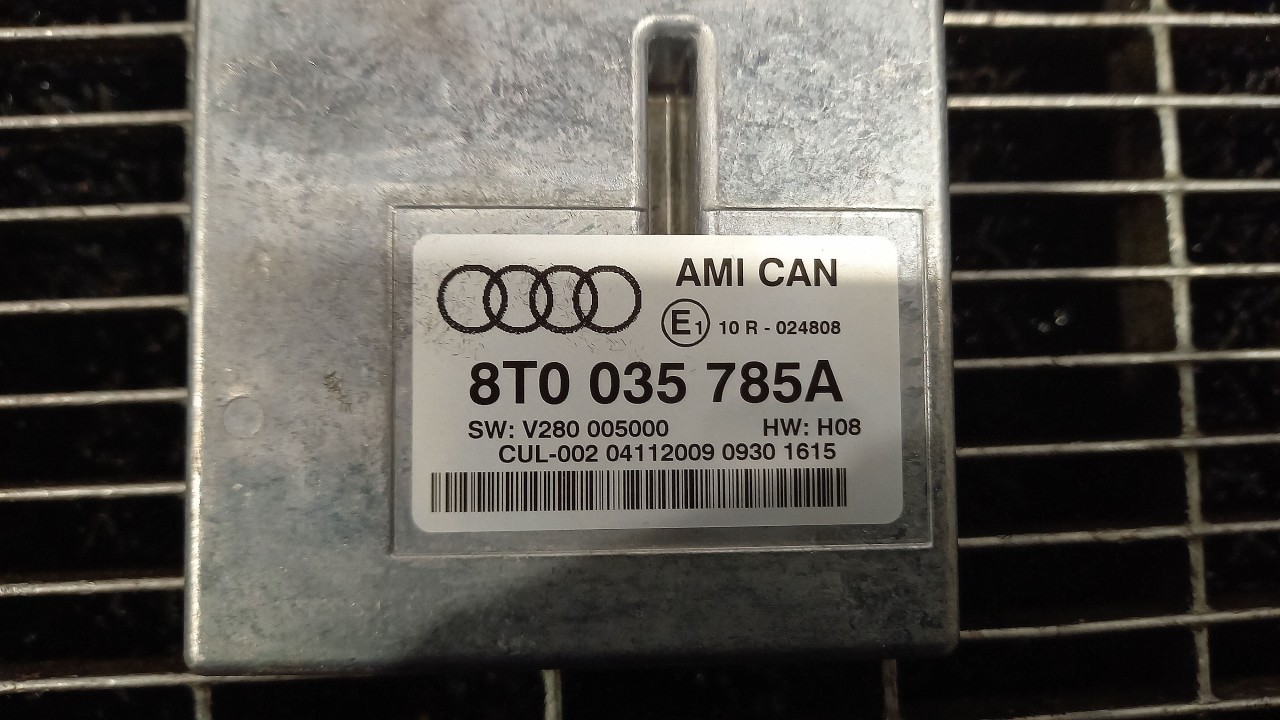 AMI CAN
E1 10 R - 024808
8T0 035 785A
SW: V280 005000 HW: H08
CUL-002 04112009 0930 1615